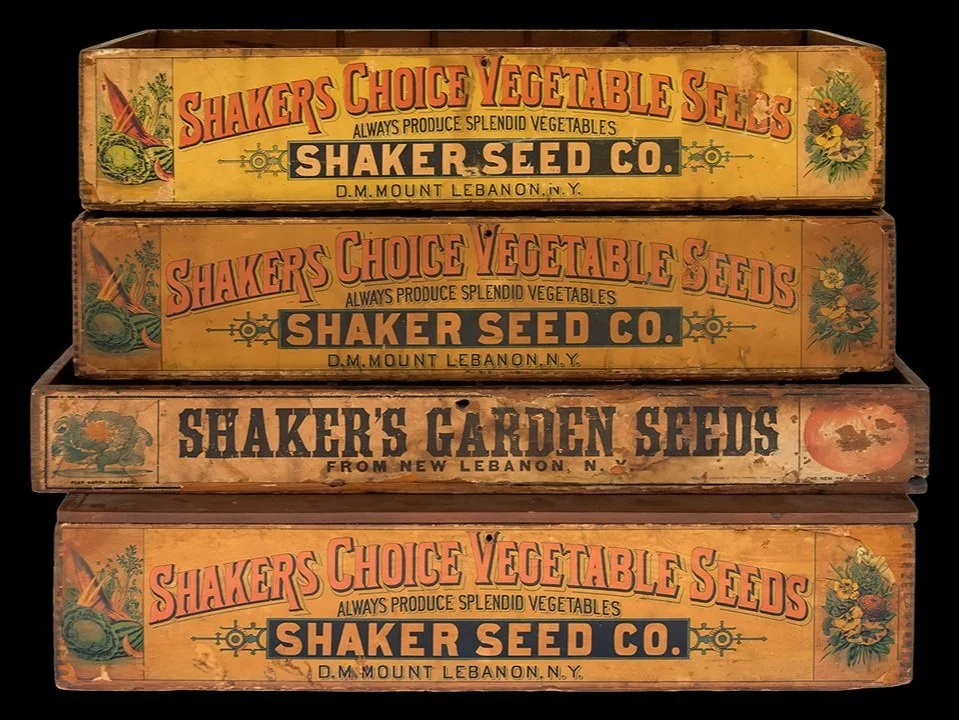 SHAKERS CHOICE VEGETABLE SEEDS
ALWAYS PRODUCE SPLENDID VEGETABLES
SHAKER SEED CO.
D.M. MOUNT LEBANON, N.Y.
SHAKERS CHOICE VEGETABLE SEEDS
ALWAYS PRODUCE SPLENDID VEGETABLES
SHAKER SEED CO.
D.M. MOUNT LEBANON, N.Y.
SHAKER'S GARDEN SEEDS
FROM NEW LEBANON, N. Y
SHAKERS CHOICE VEGETABLE SEEDS
ALWAYS PRODUCE SPLENDID VEGETABLES
SHAKER SEED CO.
D.M. MOUNT LEBANON, N.Y.